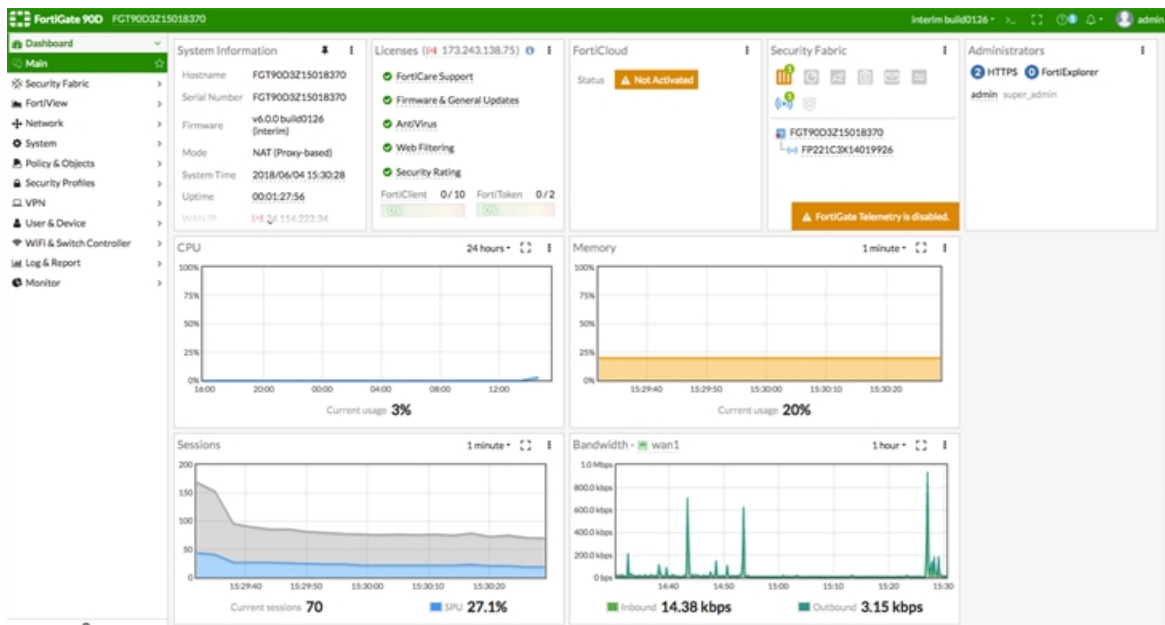 FortiGate 90D FGT90D3Z15018370
interim build0126
>_
admin
Dashboard
Main
Security Fabric
FortiView
Network
System
Policy & Objects
Security Profiles
VPN
User & Device
WiFi & Switch Controller
Log & Report
Monitor
System Information
Hostname FGT90D3Z15018370
Serial Number FGT90D3Z15018370
Firmware v6.0.0 build0126
(interim)
Mode NAT (Proxy-based)
System Time 2018/06/04 15:30:28
Uptime 00:01:27:56
WAN IP 24.114.222.34
Licenses (173.243.138.75)
FortiCare Support
Firmware & General Updates
AntiVirus
Web Filtering
Security Rating
FortiClient 0/10 FortiToken 0/2
0% 0%
FortiCloud
Status Not Activated
Security Fabric
1
1
FGT90D3Z15018370
FP221C3X14019926
FortiGate Telemetry is disabled.
Administrators
2 HTTPS 0 FortiExplorer
admin super_admin
CPU 24 hours
100%
75%
50%
25%
0%
16:00 20:00 00:00 04:00 08:00 12:00
Current usage 3%
Memory 1 minute
100%
75%
50%
25%
0%
15:29:40 15:29:50 15:30:00 15:30:10 15:30:20
Current usage 20%
Sessions 1 minute
200
150
100
50
0
15:29:40 15:29:50 15:30:00 15:30:10 15:30:20
Current sessions 70 SPU 27.1%
Bandwidth - wan1 1 hour
1.0 Mbps
800.0 kbps
600.0 kbps
400.0 kbps
200.0 kbps
0 bps
14:40 14:50 15:00 15:10 15:20 15:30
Inbound 14.38 kbps Outbound 3.15 kbps